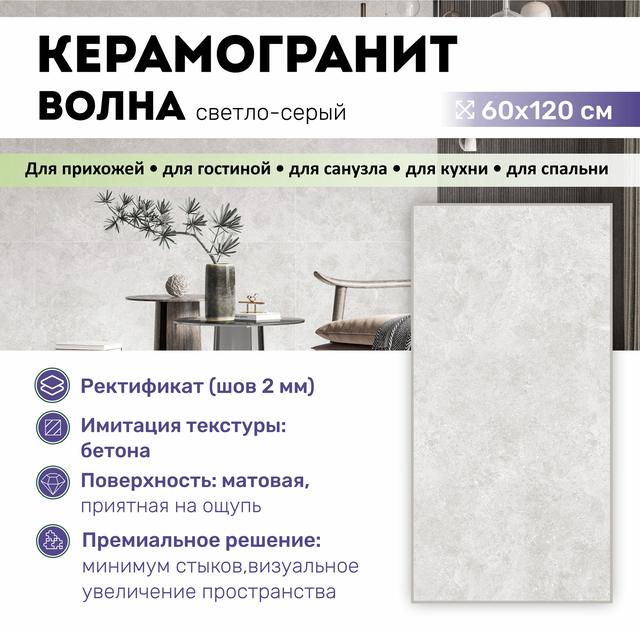 КЕРАМОГРАНИТ
ВОЛНА светло-серый
60x120 см
Для прихожей • для гостиной • для санузла • для кухни • для спальни
Ректификат (шов 2 мм)
Имитация текстуры:
бетона
Поверхность: матовая,
приятная на ощупь
Премиальное решение:
минимум стыков,визуальное
увеличение пространства